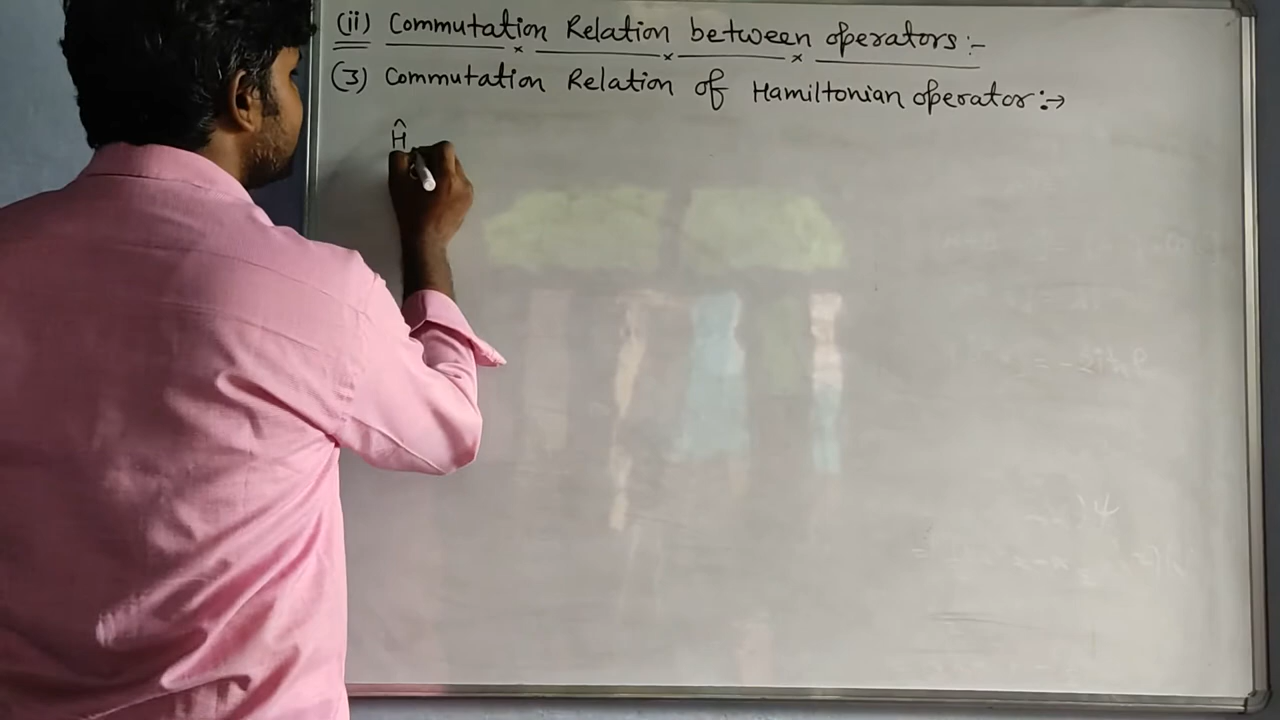 (ii) Commutation Relation between operators:-
(3) Commutation Relation of Hamiltonian operator:→
Ĥ